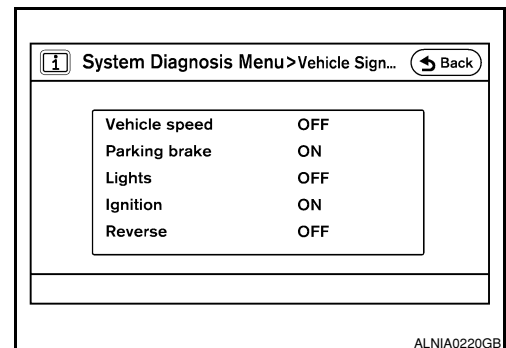 i System Diagnosis Menu>Vehicle Sign... Back
Vehicle speed OFF
Parking brake ON
Lights OFF
Ignition ON
Reverse OFF
ALNIA0220GB